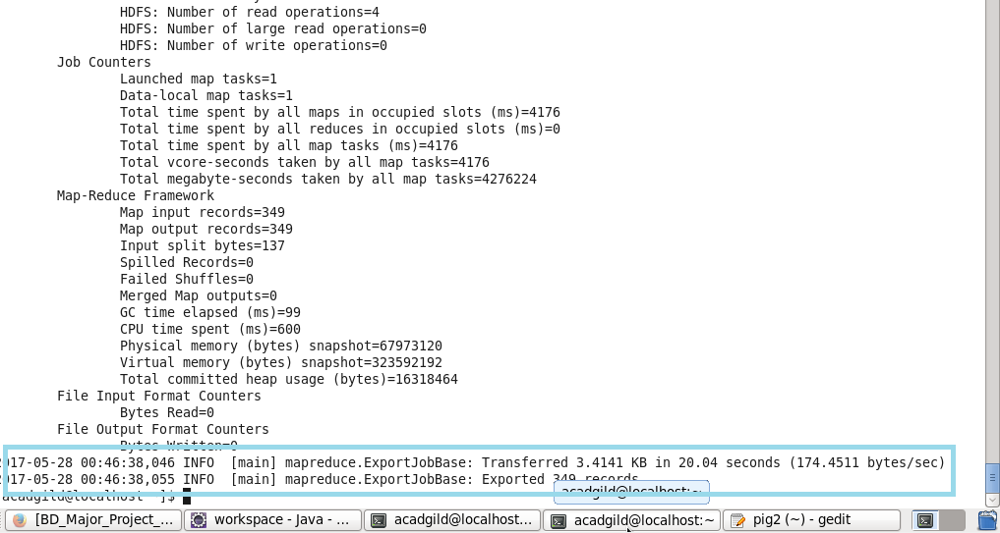 HDFS: Number of read operations=4
HDFS: Number of large read operations=0
HDFS: Number of write operations=0
Job Counters
Launched map tasks=1
Data-local map tasks=1
Total time spent by all maps in occupied slots (ms)=4176
Total time spent by all reduces in occupied slots (ms)=0
Total time spent by all map tasks (ms)=4176
Total vcore-seconds taken by all map tasks=4176
Total megabyte-seconds taken by all map tasks=4276224
Map-Reduce Framework
Map input records=349
Map output records=349
Input split bytes=137
Spilled Records=0
Failed Shuffles=0
Merged Map outputs=0
GC time elapsed (ms)=99
CPU time spent (ms)=600
Physical memory (bytes) snapshot=67973120
Virtual memory (bytes) snapshot=323592192
Total committed heap usage (bytes)=16318464
File Input Format Counters
Bytes Read=0
File Output Format Counters
Bytes Written=0
017-05-28 00:46:38,046 INFO  [main] mapreduce.ExportJobBase: Transferred 3.4141 KB in 20.04 seconds (174.4511 bytes/sec)
017-05-28 00:46:38,055 INFO  [main] mapreduce.ExportJobBase: Exported 349 records.
acadgild@localhost ~]$
acadgild@localhost:~
[BD_Major_Project_... workspace - Java - ... acadgild@localhost... acadgild@localhost:~ pig2 (~) - gedit